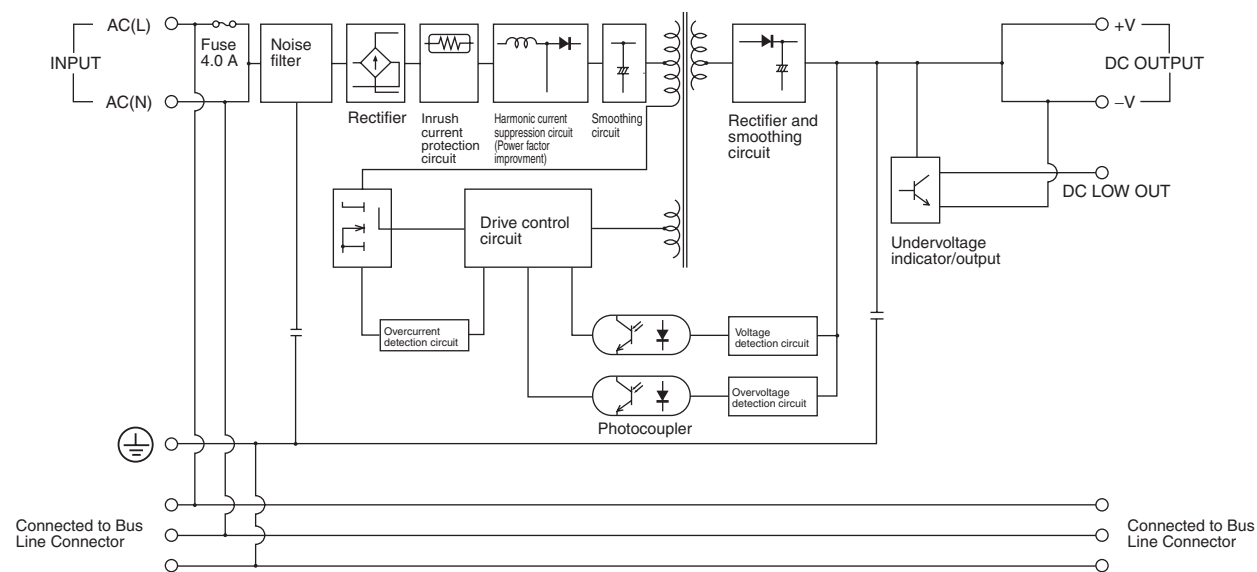 AC(L)
INPUT
AC(N)
Fuse
4.0 A
Noise
filter
Rectifier
Inrush
current
protection
circuit
Harmonic current
suppression circuit
(Power factor
improvment)
Smoothing
circuit
Rectifier and
smoothing
circuit
+V
DC OUTPUT
–V
DC LOW OUT
Undervoltage
indicator/output
Drive control
circuit
Overcurrent
detection circuit
Voltage
detection circuit
Overvoltage
detection circuit
Photocoupler
Connected to Bus
Line Connector
Connected to Bus
Line Connector